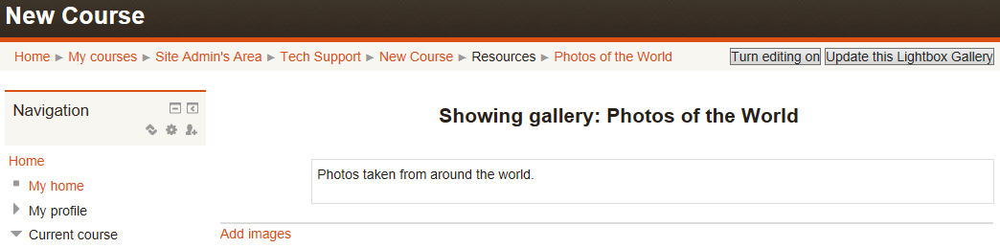 New Course
Home ► My courses ► Site Admin's Area ► Tech Support ► New Course ► Resources ► Photos of the World
Turn editing on
Update this Lightbox Gallery
Navigation
Showing gallery: Photos of the World
Photos taken from around the world.
Home
My home
My profile
Current course
Add images